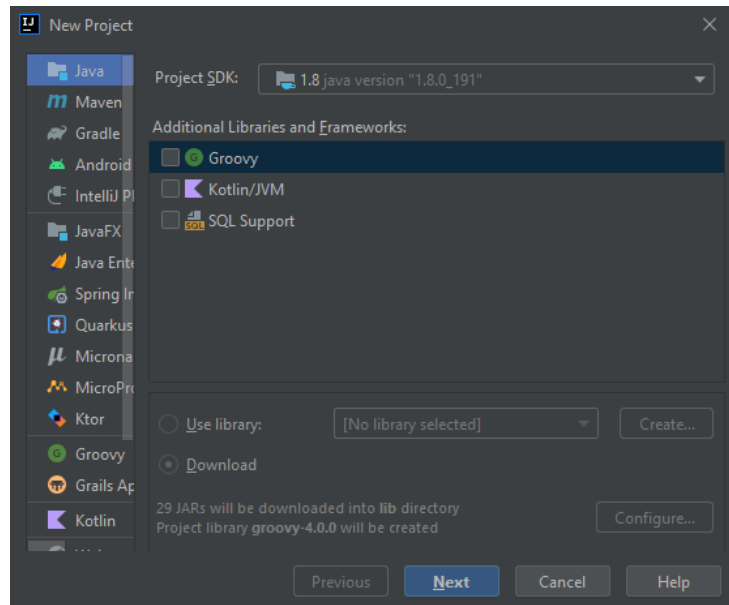 New Project
Java
Maven
Gradle
Android
IntelliJ Pl
JavaFX
Java Ente
Spring In
Quarkus
Microna
MicroPro
Ktor
Groovy
Grails Ap
Kotlin
Project SDK: 1.8 java version "1.8.0_191"
Additional Libraries and Frameworks:
Groovy
Kotlin/JVM
SQL Support
Use library: [No library selected] Create...
Download
29 JARs will be downloaded into lib directory
Project library groovy-4.0.0 will be created
Configure...
Previous Next Cancel Help